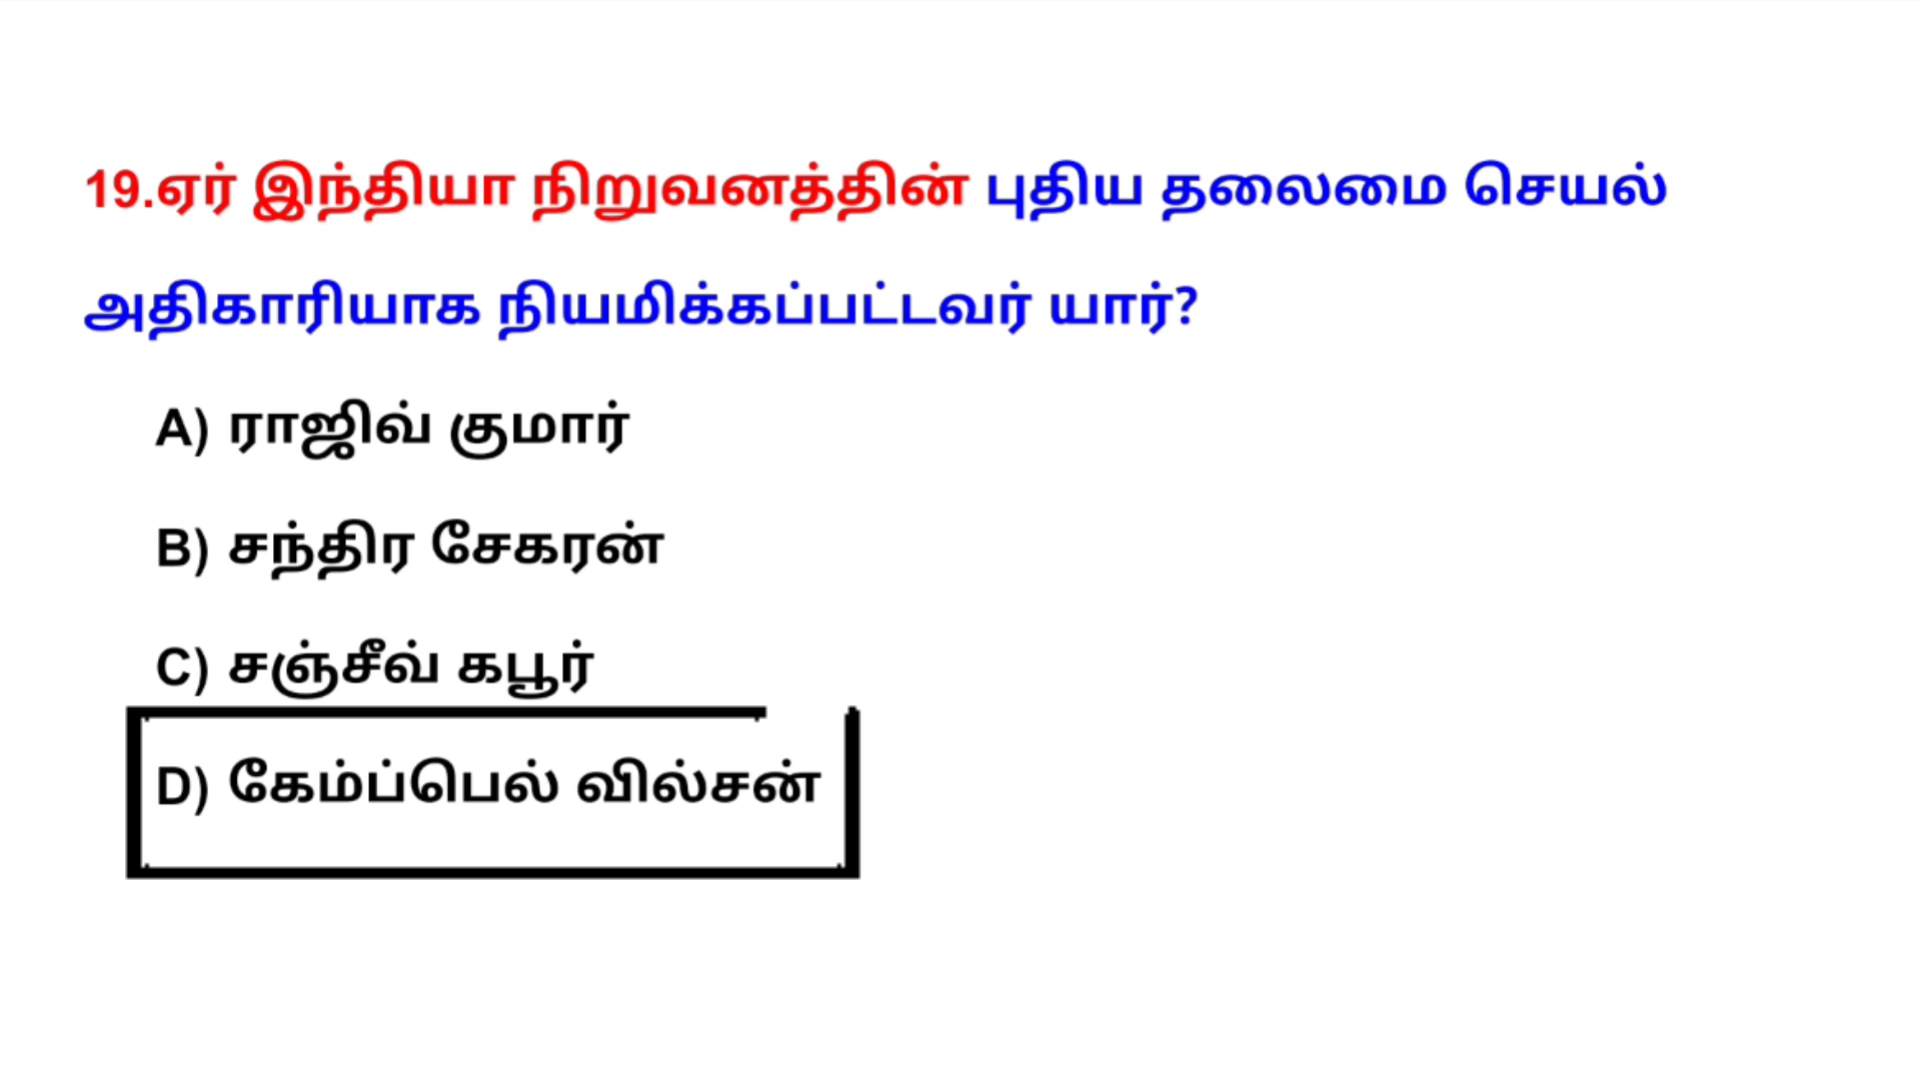 19.ஏர் இந்தியா நிறுவனத்தின் புதிய தலைமை செயல்
அதிகாரியாக நியமிக்கப்பட்டவர் யார்?
A) ராஜிவ் குமார்
B) சந்திர சேகரன்
C) சஞ்சீவ் கபூர்
D) கேம்ப்பெல் வில்சன்